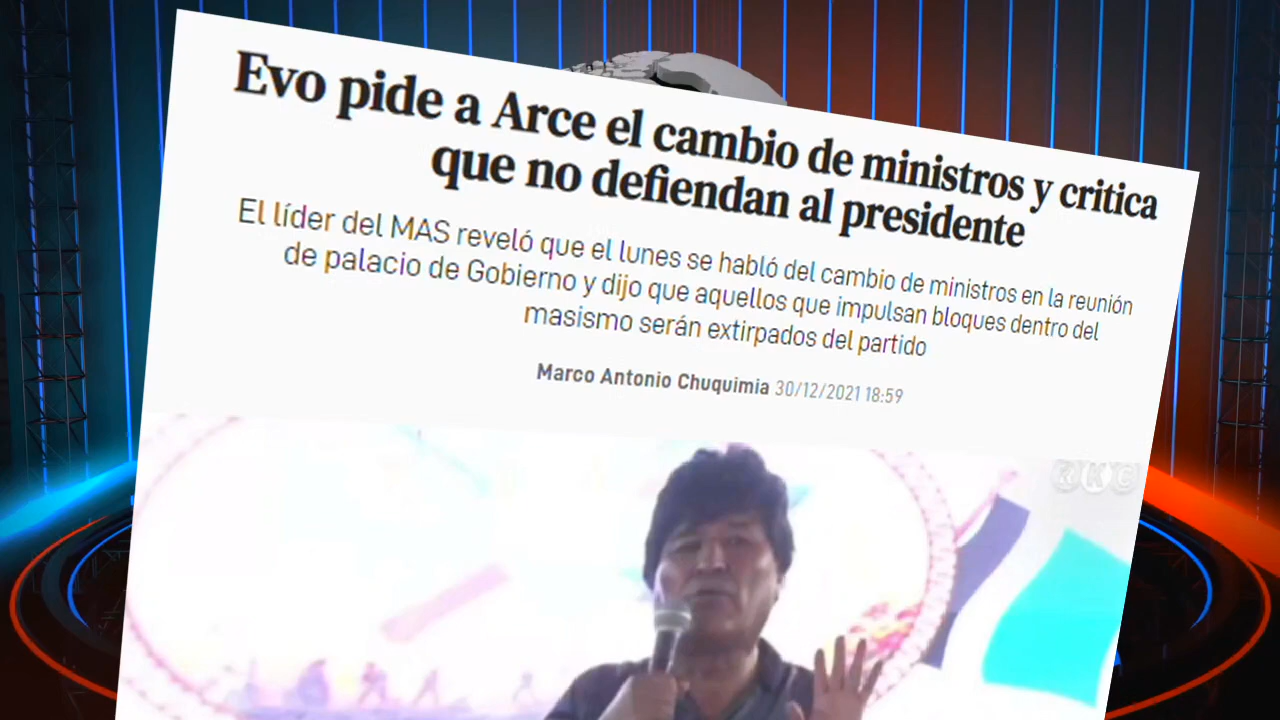 Evo pide a Arce el cambio de ministros y critica
que no defiendan al presidente
El líder del MAS reveló que el lunes se habló del cambio de ministros en la reunión
de palacio de Gobierno y dijo que aquellos que impulsan bloques dentro del
masismo serán extirpados del partido
Marco Antonio Chuquimia 30/12/2021 18:59
RKC